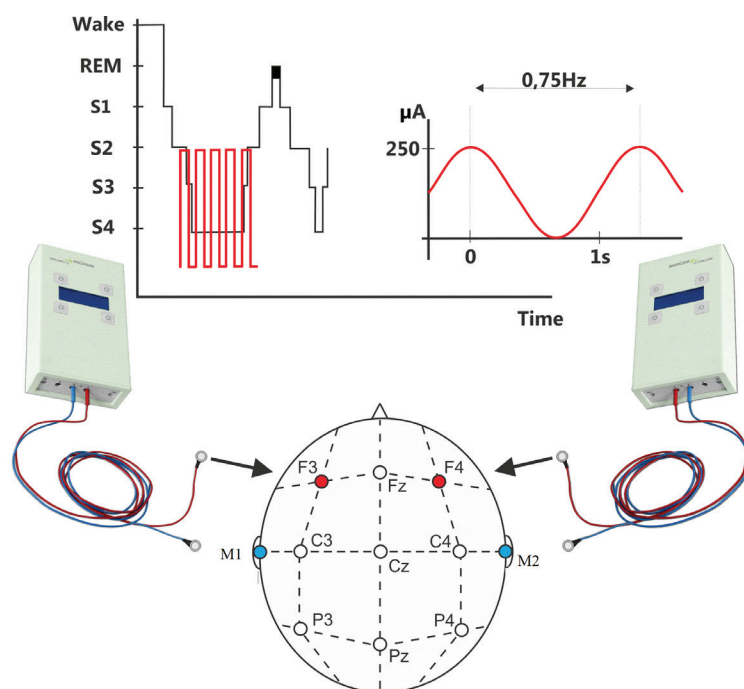 Wake
REM
S1
S2
S3
S4
Time
0,75Hz
µA
250
0
1s
F3
F4
Fz
M1
C3
Cz
C4
M2
P3
Pz
P4